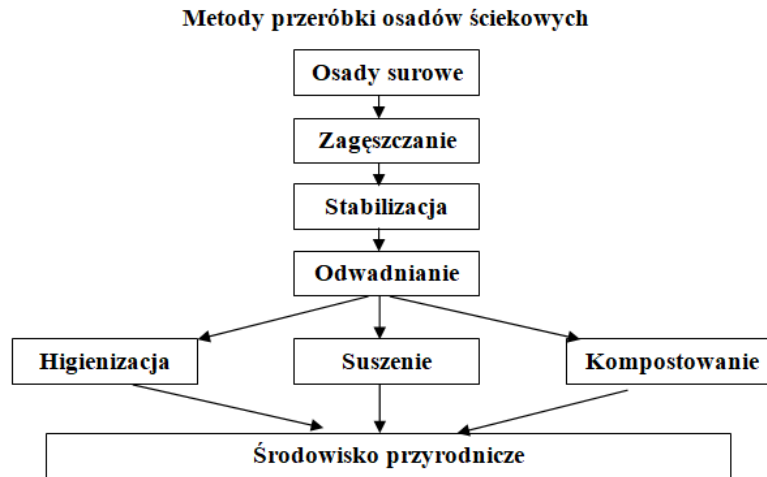 Metody przeróbki osadów ściekowych
Osady surowe
Zagęszczanie
Stabilizacja
Odwadnianie
Higienizacja
Suszenie
Kompostowanie
Środowisko przyrodnicze